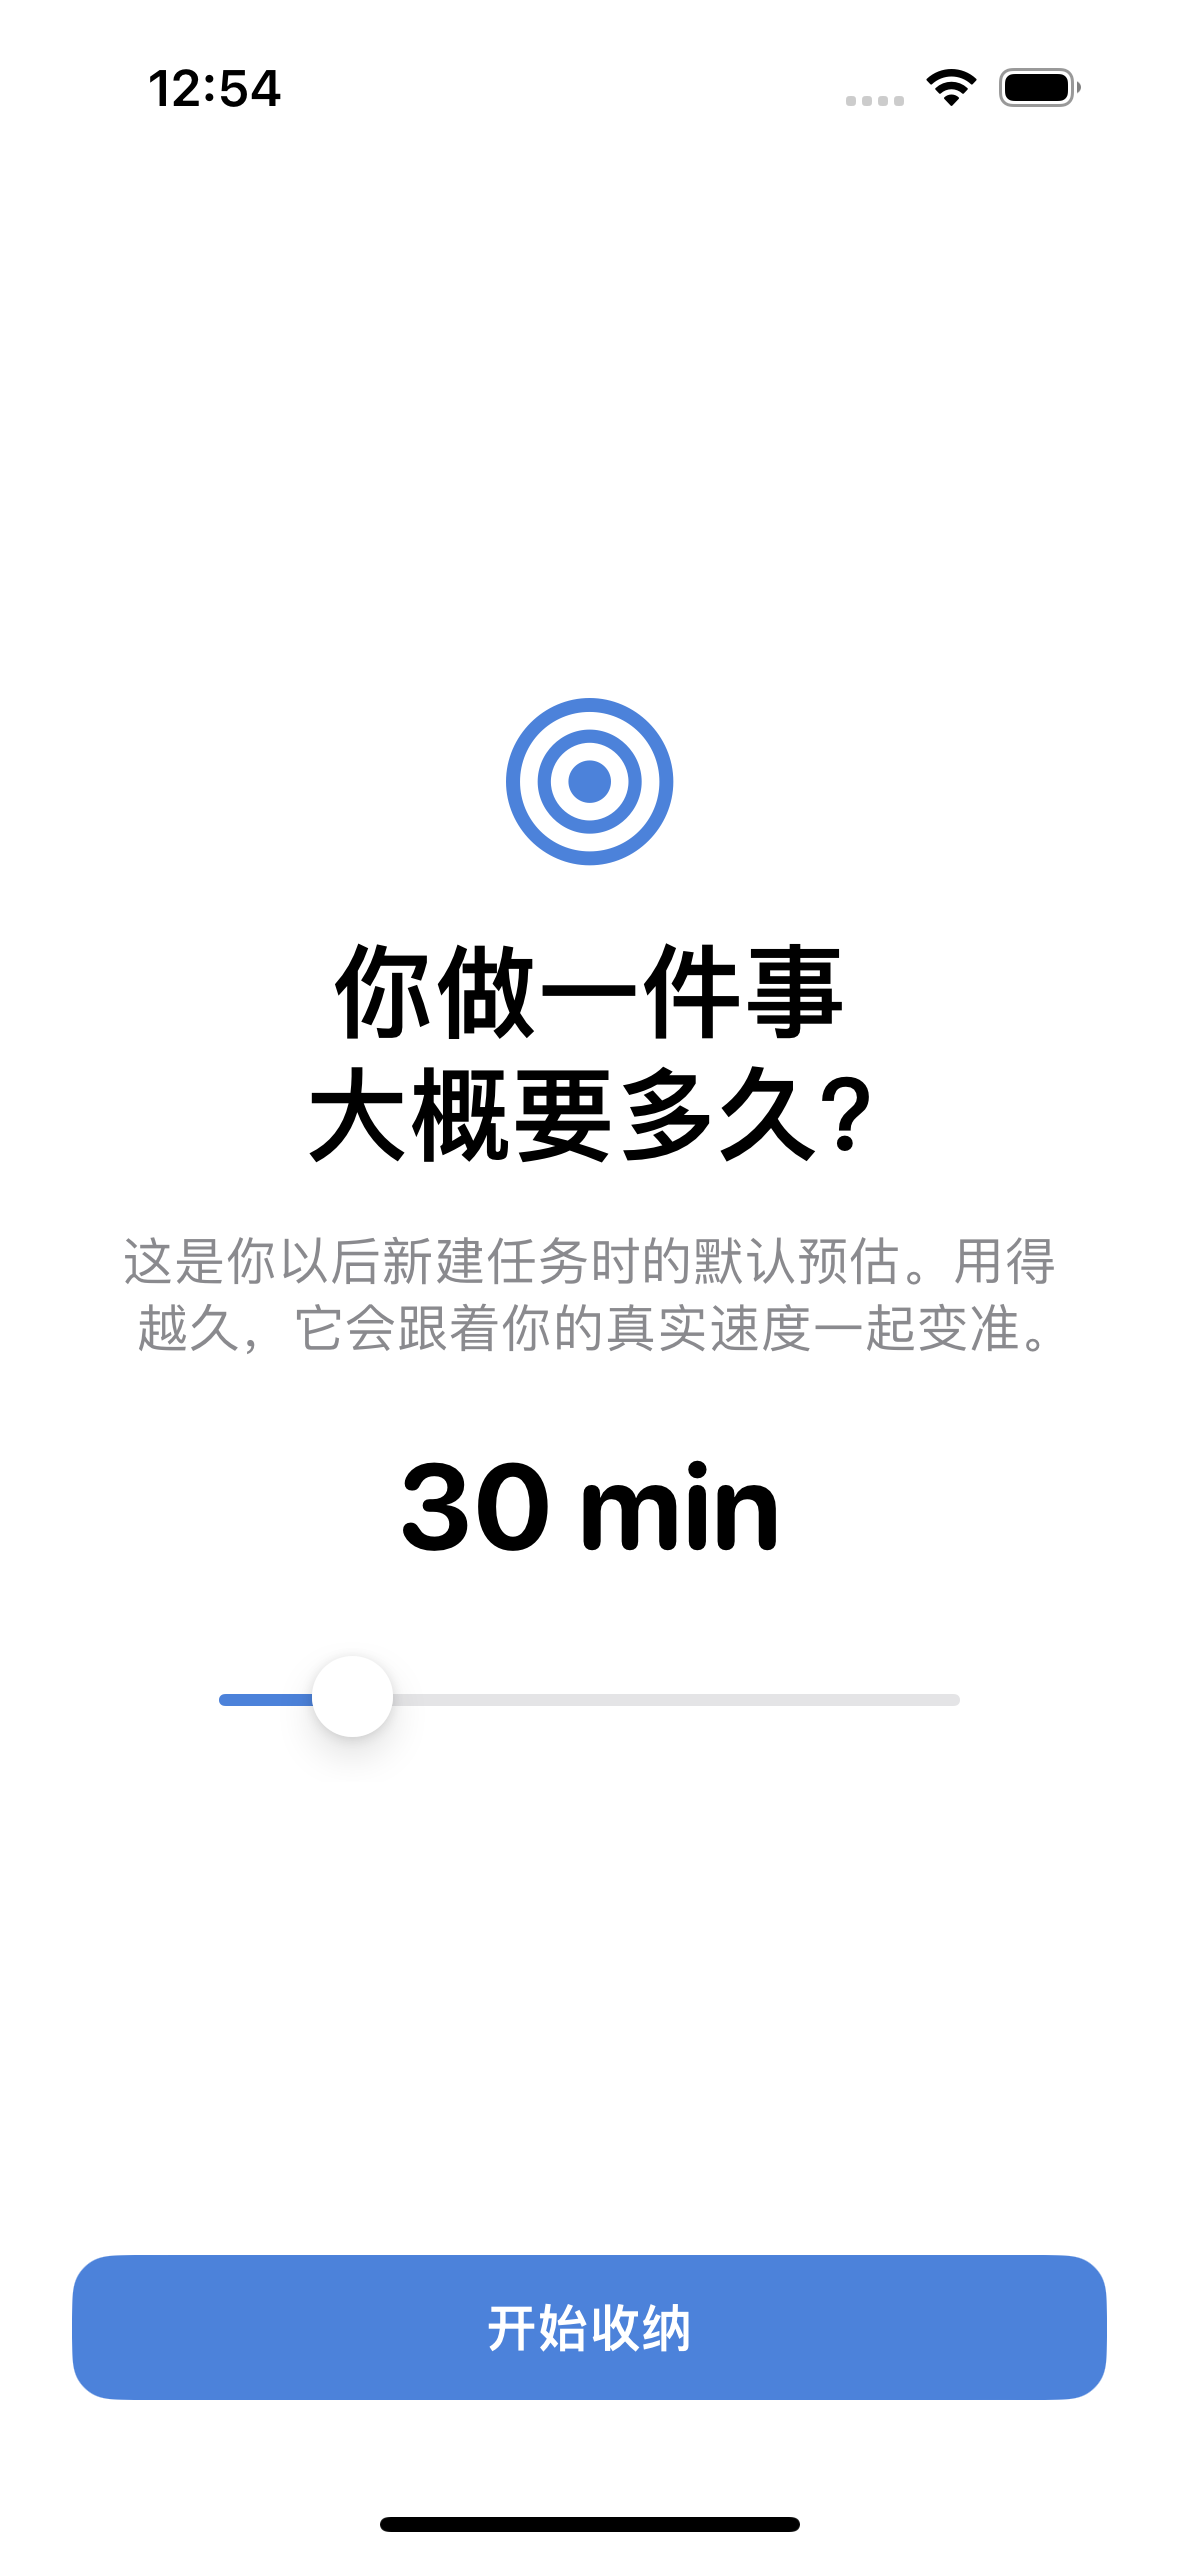 12:54
你做一件事
大概要多久?
这是你以后新建任务时的默认预估。用得
越久，它会跟着你的真实速度一起变准。
30 min
开始收纳